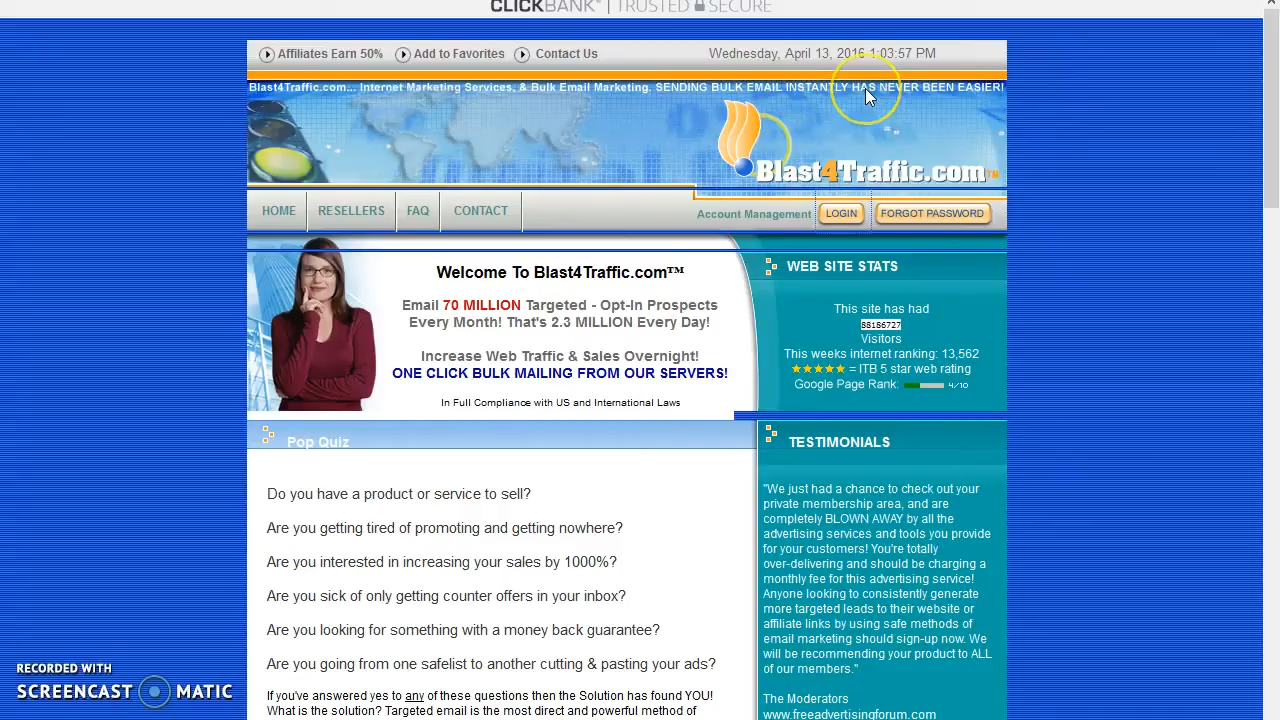 CLICKBANK | TRUSTED SECURE
Affiliates Earn 50% Add to Favorites Contact Us Wednesday, April 13, 2016 1:03:57 PM
Blast4Traffic.com... Internet Marketing Services, & Bulk Email Marketing. SENDING BULK EMAIL INSTANTLY HAS NEVER BEEN EASIER!
Blast4Traffic.com™
HOME RESELLERS FAQ CONTACT Account Management LOGIN FORGOT PASSWORD
Welcome To Blast4Traffic.com™
Email 70 MILLION Targeted - Opt-In Prospects
Every Month! That's 2.3 MILLION Every Day!
Increase Web Traffic & Sales Overnight!
ONE CLICK BULK MAILING FROM OUR SERVERS!
In Full Compliance with US and International Laws
WEB SITE STATS
This site has had
88186727
Visitors
This weeks internet ranking: 13,562
= ITB 5 star web rating
Google Page Rank: 4/10
Pop Quiz
Do you have a product or service to sell?
Are you getting tired of promoting and getting nowhere?
Are you interested in increasing your sales by 1000%?
Are you sick of only getting counter offers in your inbox?
Are you looking for something with a money back guarantee?
Are you going from one safelist to another cutting & pasting your ads?
If you've answered yes to any of these questions then the Solution has found YOU!
What is the solution? Targeted email is the most direct and powerful method of
TESTIMONIALS
"We just had a chance to check out your
private membership area, and are
completely BLOWN AWAY by all the
advertising services and tools you provide
for your customers! You're totally
over-delivering and should be charging a
monthly fee for this advertising service!
Anyone looking to consistently generate
more targeted leads to their website or
affiliate links by using safe methods of
email marketing should sign-up now. We
will be recommending your product to ALL
of our members."
The Moderators
www.freeadvertisingforum.com
RECORDED WITH
SCREENCAST MATIC